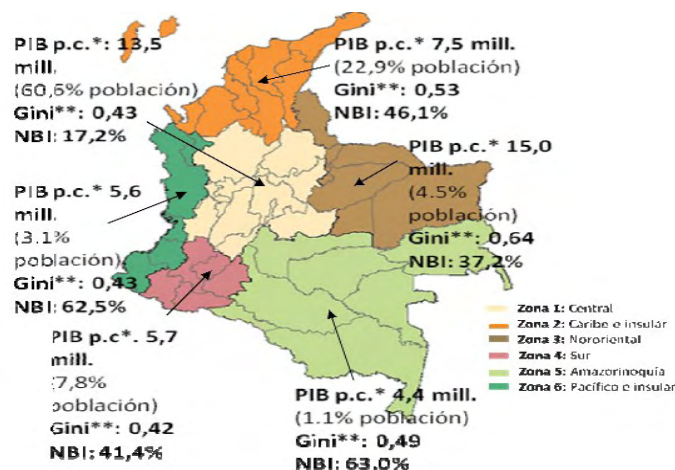 PIB p.c.*: 13,5
mill.
(60,6% población)
Gini**: 0,43
NBI: 17,2%
PIB p.c.* 7,5 mill.
(22,9% población)
Gini**: 0,53
NBI: 46,1%
PIB p.c.* 15,0
mill.
(4.5%
población)
Gini**: 0,64
NBI: 37,2%
PIB p.c.* 5,6
mill.
(3.1%
población)
Gini**: 0,43
NBI: 62,5%
PIB p.c*. 5,7
mill.
(7,8%
población)
Gini**: 0,42
NBI: 41,4%
PIB p.c.* 4,4 mill.
(1.1% población)
Gini**: 0,49
NBI: 63,0%
Zona 1: Central
Zona 2: Caribe e insular
Zona 3: Nororiental
Zona 4: Sur
Zona 5: Amazorinoquía
Zona 6: Pacífico e insular